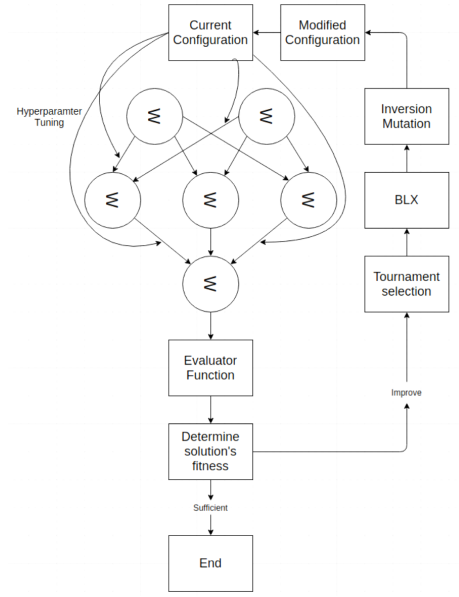 Current
Configuration
Modified
Configuration
Hyperparamter
Tuning
W
W
Inversion
Mutation
W
W
W
BLX
W
Tournament
selection
Evaluator
Function
Improve
Determine
solution's
fitness
Sufficient
End